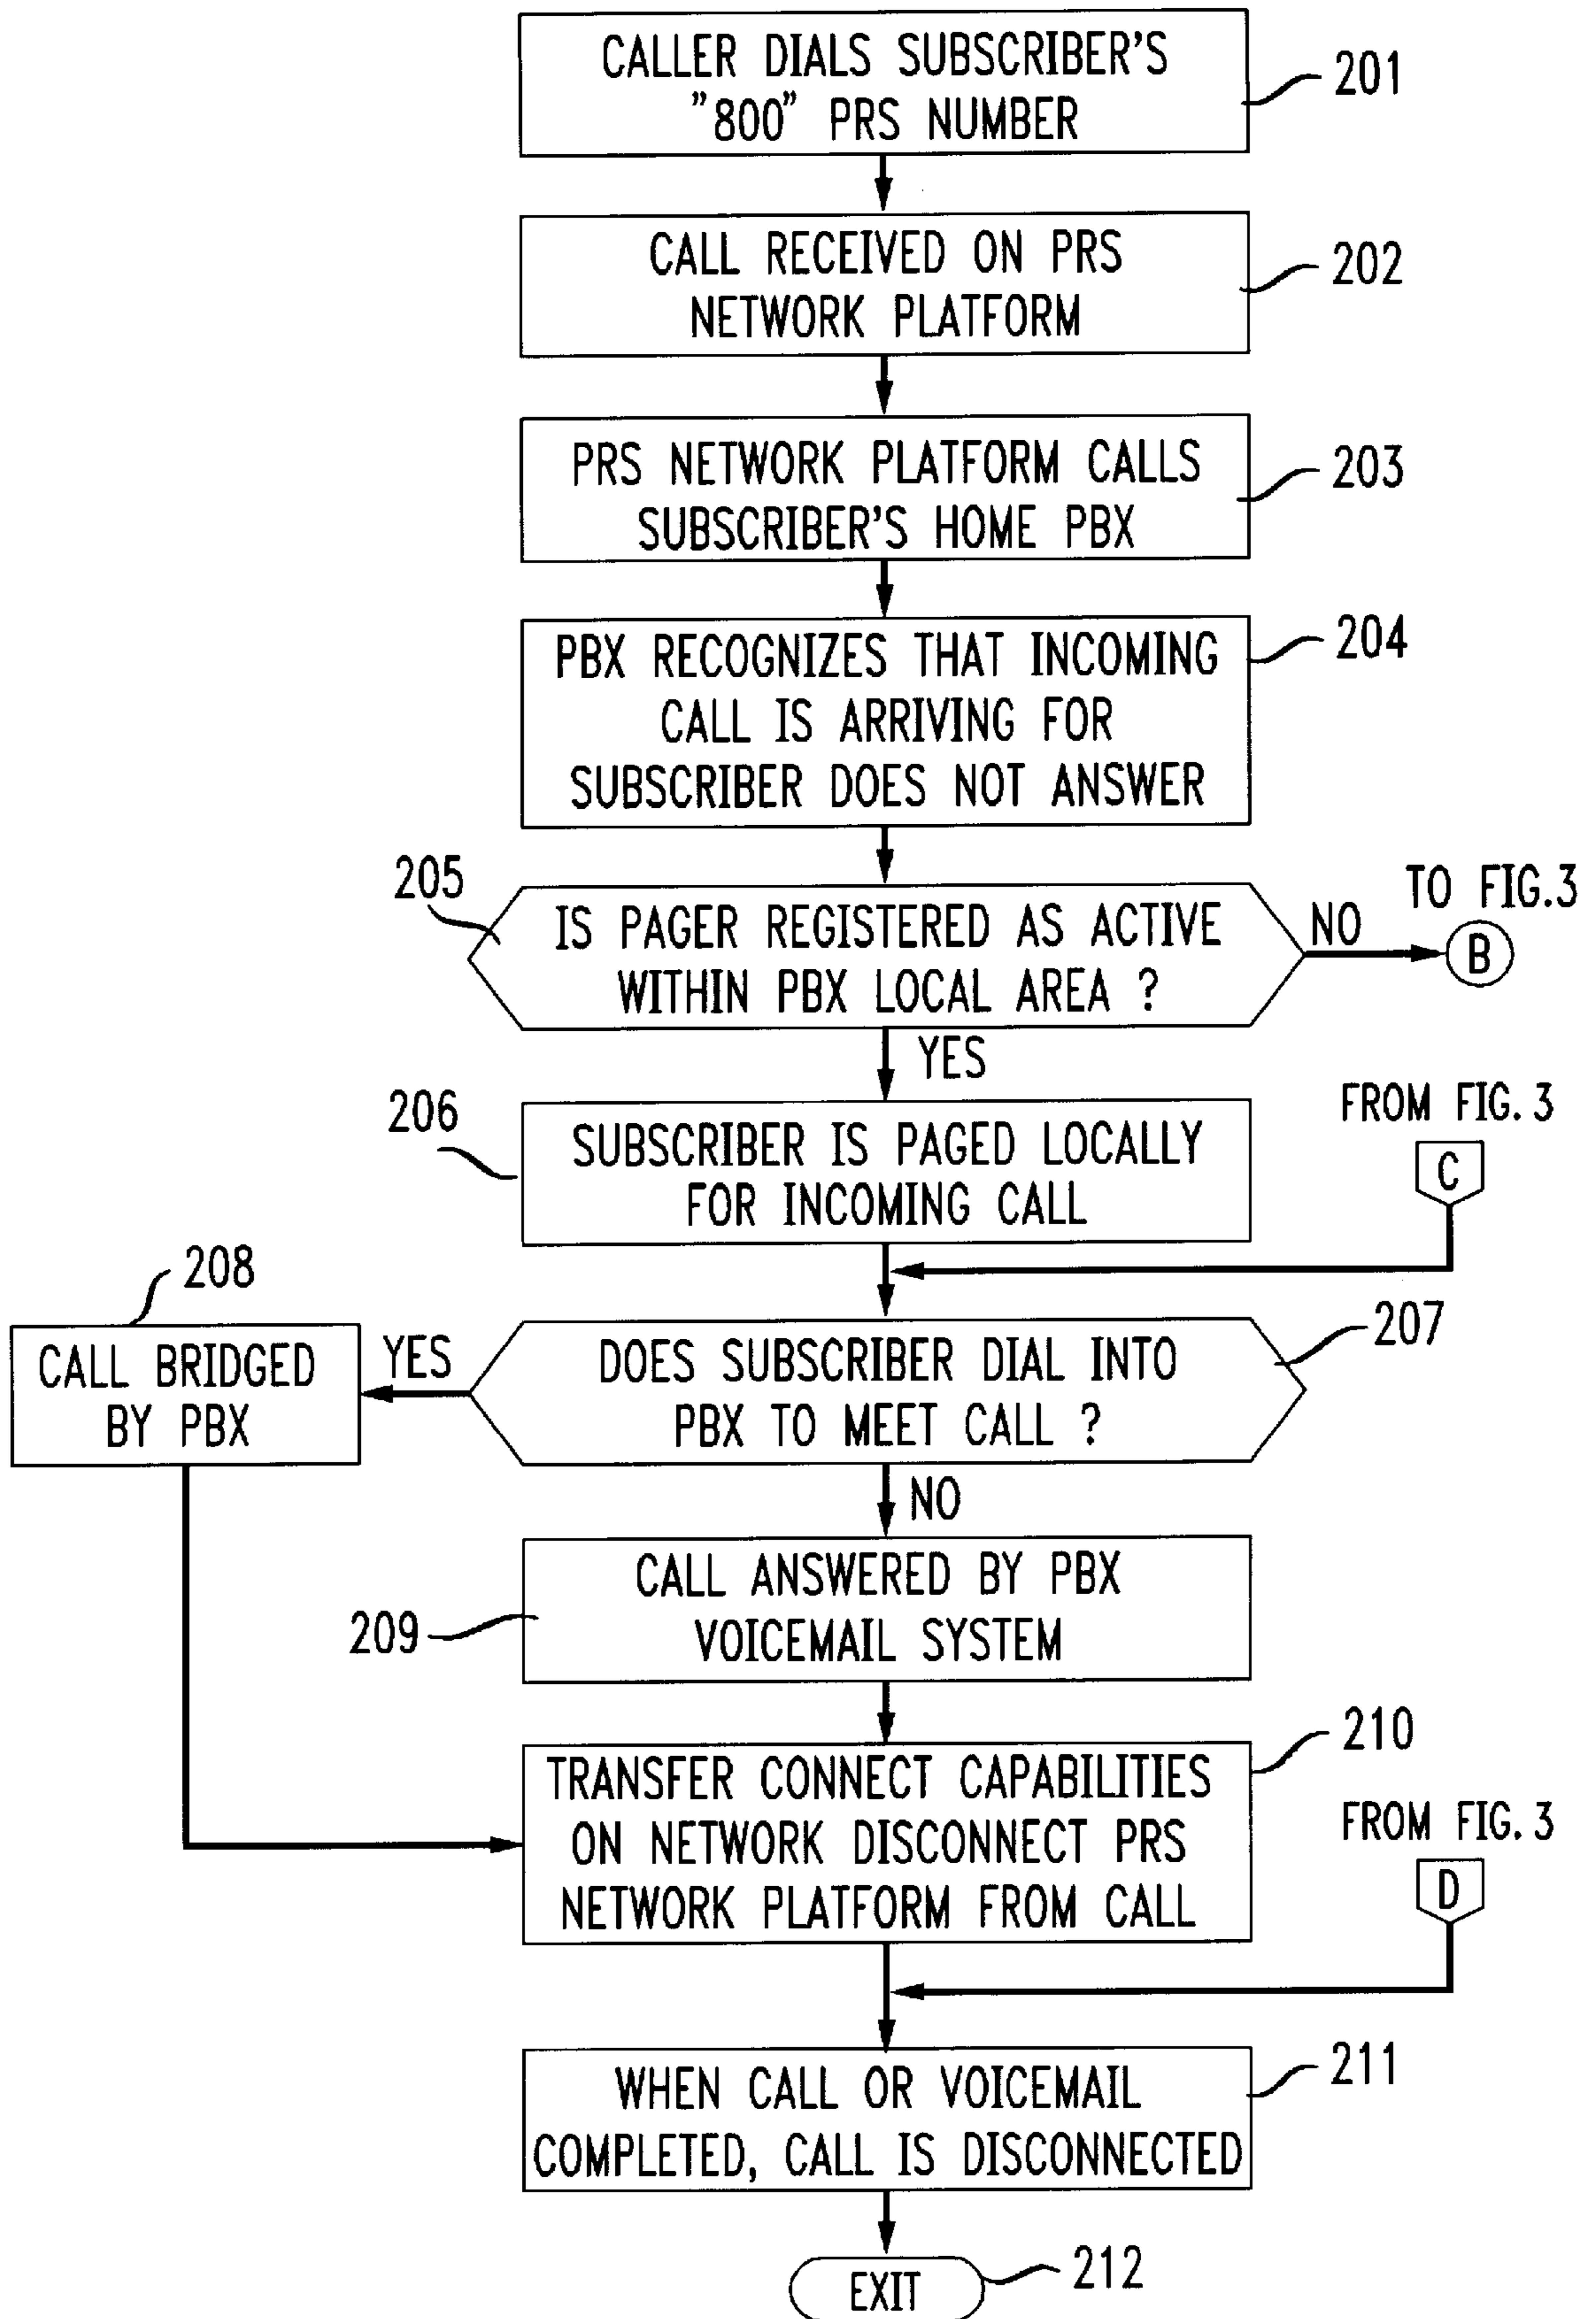 CALLER DIALS SUBSCRIBER'S
"800" PRS NUMBER
201
CALL RECEIVED ON PRS
NETWORK PLATFORM
202
PRS NETWORK PLATFORM CALLS
SUBSCRIBER'S HOME PBX
203
PBX RECOGNIZES THAT INCOMING
CALL IS ARRIVING FOR
SUBSCRIBER DOES NOT ANSWER
204
205
IS PAGER REGISTERED AS ACTIVE
WITHIN PBX LOCAL AREA ?
NO
TO FIG.3
B
YES
206
SUBSCRIBER IS PAGED LOCALLY
FOR INCOMING CALL
FROM FIG. 3
C
208
CALL BRIDGED
BY PBX
YES
DOES SUBSCRIBER DIAL INTO
PBX TO MEET CALL ?
207
NO
CALL ANSWERED BY PBX
VOICEMAIL SYSTEM
209
TRANSFER CONNECT CAPABILITIES
ON NETWORK DISCONNECT PRS
NETWORK PLATFORM FROM CALL
210
FROM FIG. 3
D
WHEN CALL OR VOICEMAIL
COMPLETED, CALL IS DISCONNECTED
211
EXIT
212